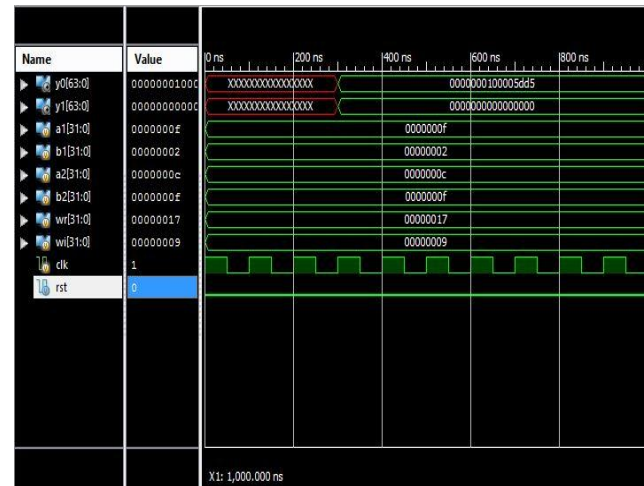 Name Value 0 ns 200 ns 400 ns 600 ns 800 ns
y0[63:0] 0000000100 XXXXXXXXXXXXXXXX 0000000100005dd5
y1[63:0] 0000000000 XXXXXXXXXXXXXXXX 0000000000000000
a1[31:0] 0000000f 0000000f
b1[31:0] 00000002 00000002
a2[31:0] 0000000c 0000000c
b2[31:0] 0000000f 0000000f
wr[31:0] 00000017 00000017
wi[31:0] 00000009 00000009
clk 1
rst 0
X1: 1,000.000 ns